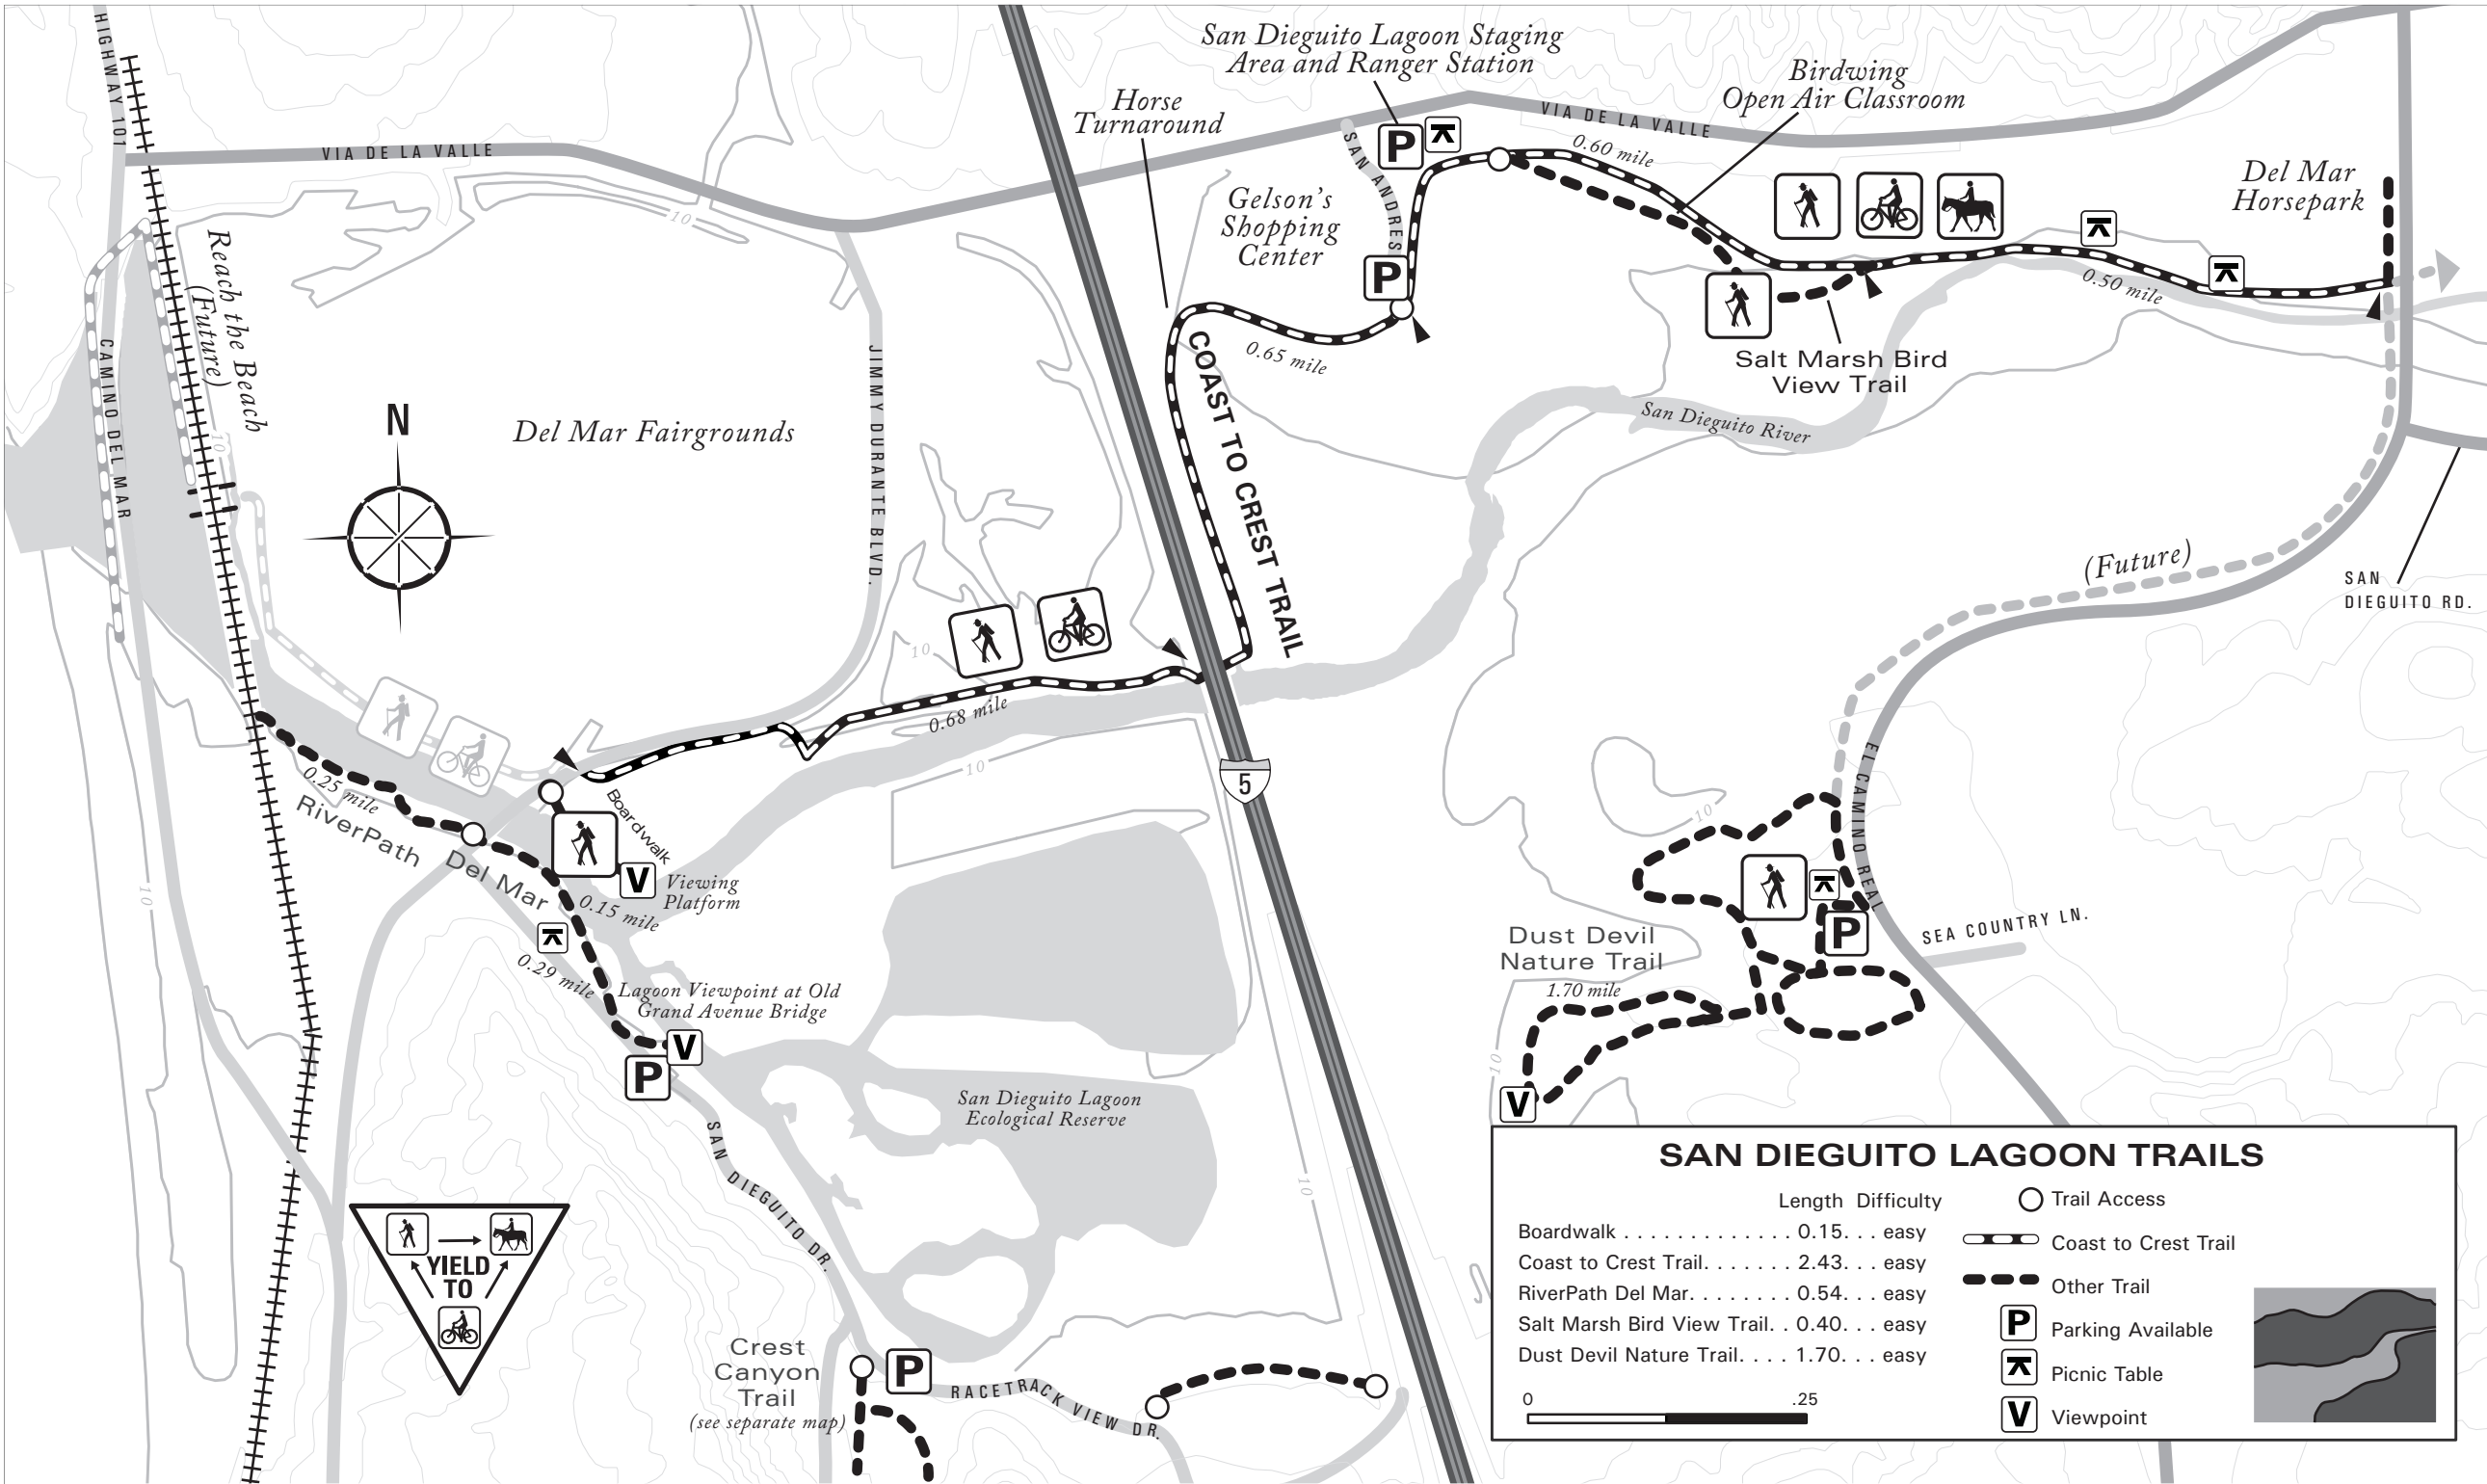 HIGHWAY 101
San Dieguito Lagoon Staging
Area and Ranger Station
Birdwing
Open Air Classroom
Horse
Turnaround
VIA DE LA VALLE
VIA DE LA VALLE
0.60 mile
P
SAN ANDRES
Gelson's
Shopping
Center
P
Del Mar
Horsepark
10
Reach the Beach
(Future)
10
0.50 mile
0.65 mile
Salt Marsh Bird
View Trail
COAST TO CREST TRAIL
San Dieguito River
CAMINO DEL MAR
JIMMY DURANTE BLVD.
N
Del Mar Fairgrounds
(Future)
SAN
DIEGUITO RD.
10
0.68 mile
10
5
0.25 mile
RiverPath Del Mar
Boardwalk
V
Viewing
Platform
0.15 mile
0.29 mile
10
10
EL CAMINO REAL
P
SEA COUNTRY LN.
Dust Devil
Nature Trail
1.70 mile
10
V
Lagoon Viewpoint at Old
Grand Avenue Bridge
V
P
San Dieguito Lagoon
Ecological Reserve
SAN DIEGUITO DR.
10
YIELD
TO
Crest
Canyon
Trail
(see separate map)
P
RACETRACK VIEW DR.
SAN DIEGUITO LAGOON TRAILS
Length Difficulty
Boardwalk . . . . . . . . . . . . . 0.15. . . easy
Coast to Crest Trail. . . . . . . 2.43. . . easy
RiverPath Del Mar. . . . . . . . 0.54. . . easy
Salt Marsh Bird View Trail. . 0.40. . . easy
Dust Devil Nature Trail. . . . 1.70. . . easy
0 .25
Trail Access
Coast to Crest Trail
Other Trail
P Parking Available
Picnic Table
V Viewpoint